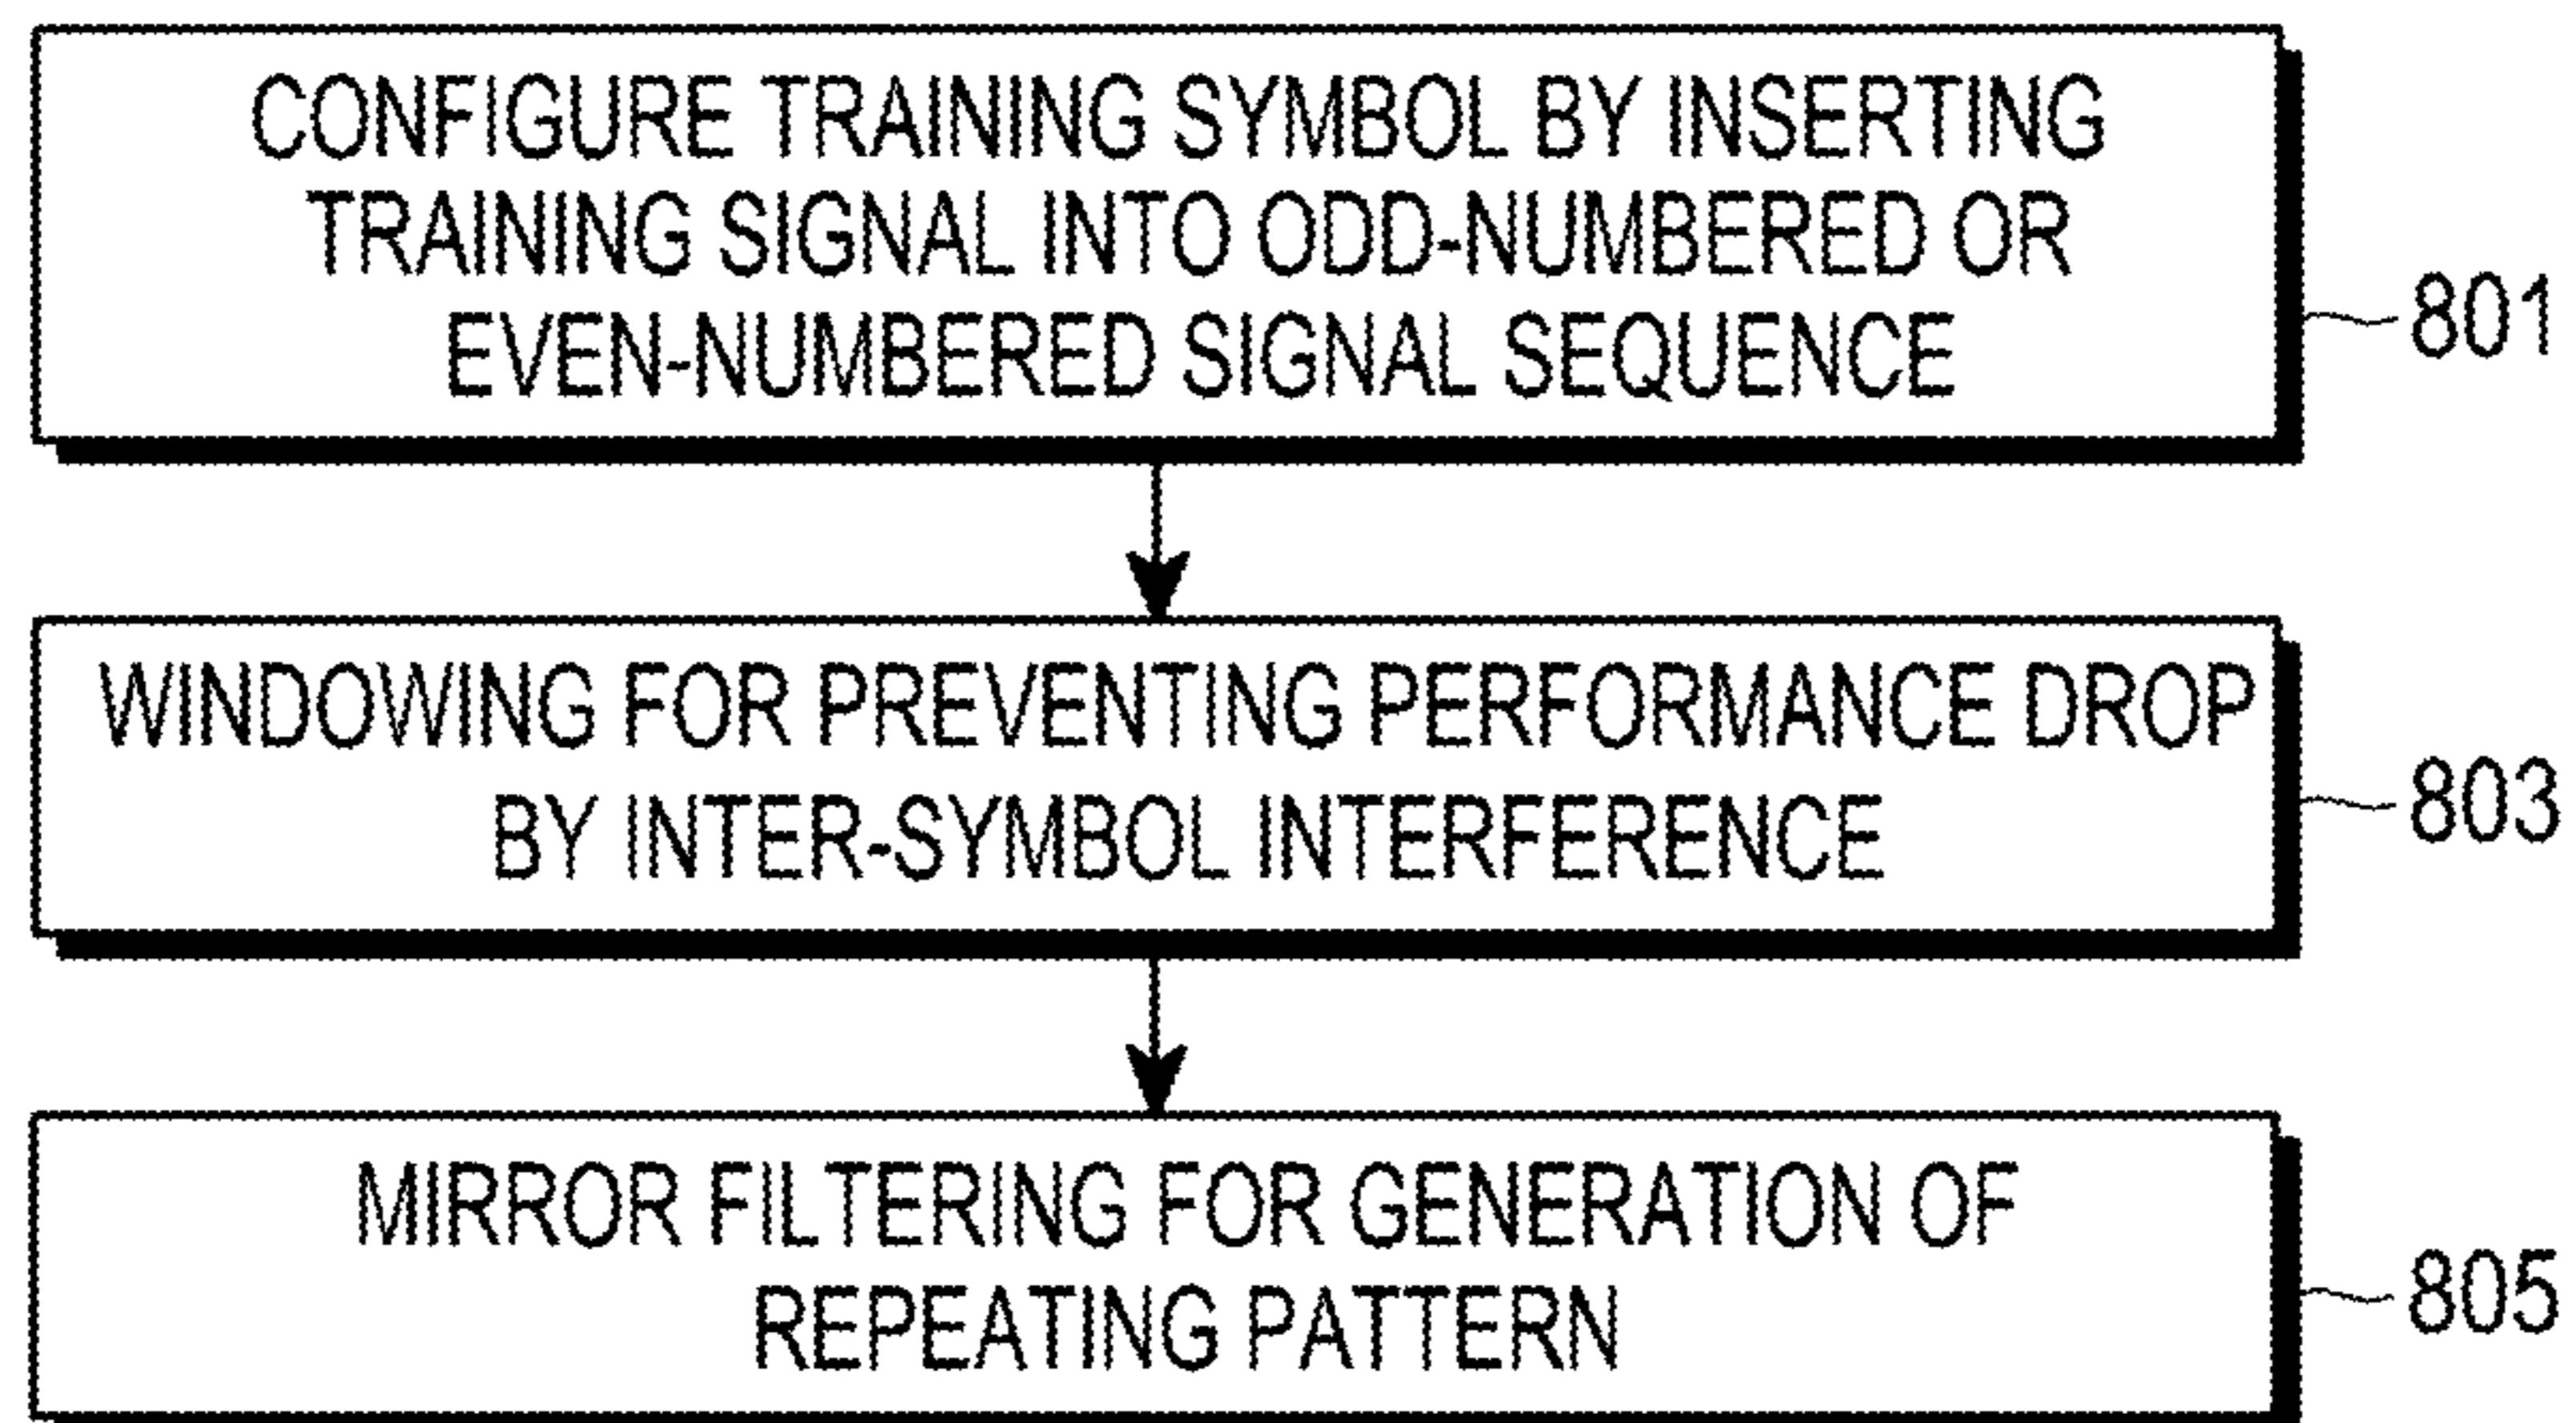 CONFIGURE TRAINING SYMBOL BY INSERTING
TRAINING SIGNAL INTO ODD-NUMBERED OR
EVEN-NUMBERED SIGNAL SEQUENCE
801
WINDOWING FOR PREVENTING PERFORMANCE DROP
BY INTER-SYMBOL INTERFERENCE
803
MIRROR FILTERING FOR GENERATION OF
REPEATING PATTERN
805